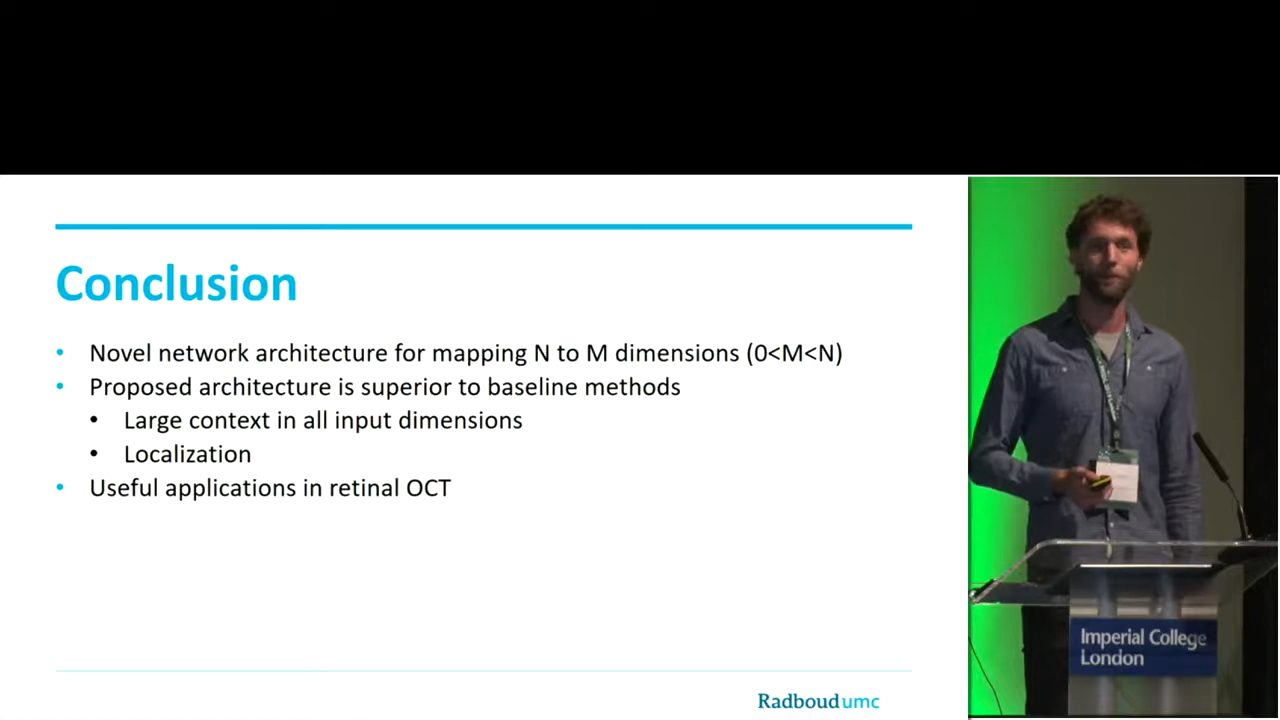 Conclusion
• Novel network architecture for mapping N to M dimensions (0<M<N)
• Proposed architecture is superior to baseline methods
• Large context in all input dimensions
• Localization
• Useful applications in retinal OCT
Radboudumc
Imperial College
London